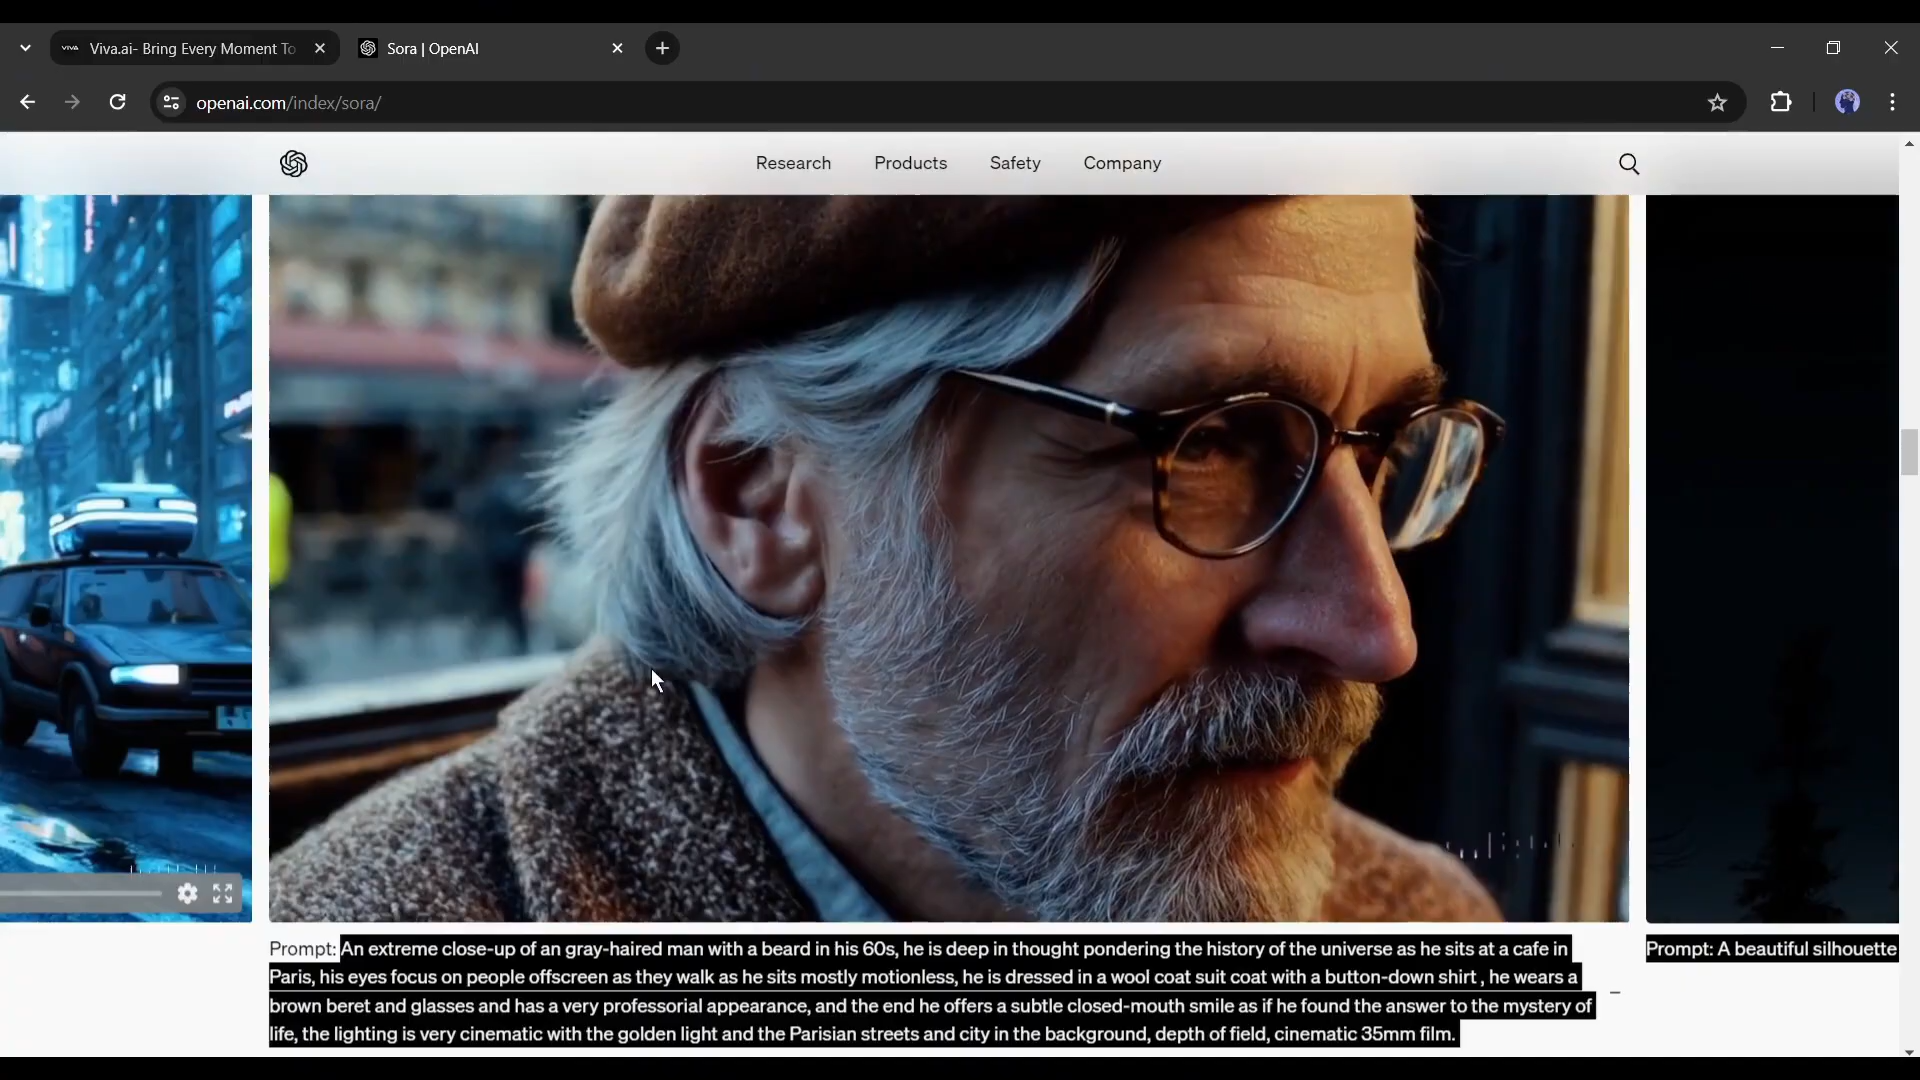 VIVA Viva.ai- Bring Every Moment To
Sora | OpenAI
openai.com/index/sora/
Research Products Safety Company
Prompt: An extreme close-up of an gray-haired man with a beard in his 60s, he is deep in thought pondering the history of the universe as he sits at a cafe in
Paris, his eyes focus on people offscreen as they walk as he sits mostly motionless, he is dressed in a wool coat suit coat with a button-down shirt , he wears a
brown beret and glasses and has a very professorial appearance, and the end he offers a subtle closed-mouth smile as if he found the answer to the mystery of
life, the lighting is very cinematic with the golden light and the Parisian streets and city in the background, depth of field, cinematic 35mm film.
Prompt: A beautiful silhouette